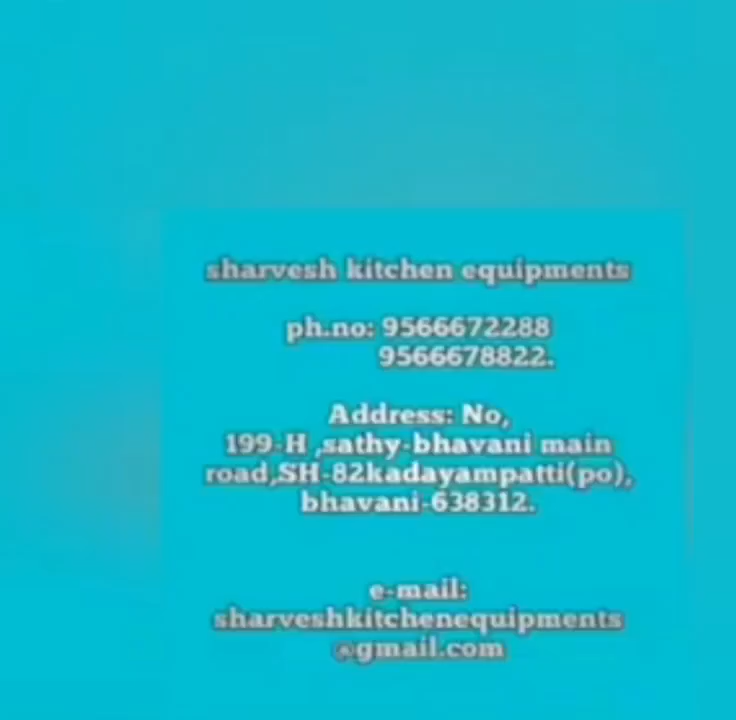 sharvesh kitchen equipments
ph.no: 9566672288
9566678822.
Address: No,
199-H ,sathy-bhavani main
road,SH-82kadayampatti(po),
bhavani-638312.
e-mail:
sharveshkitchenequipments
@gmail.com